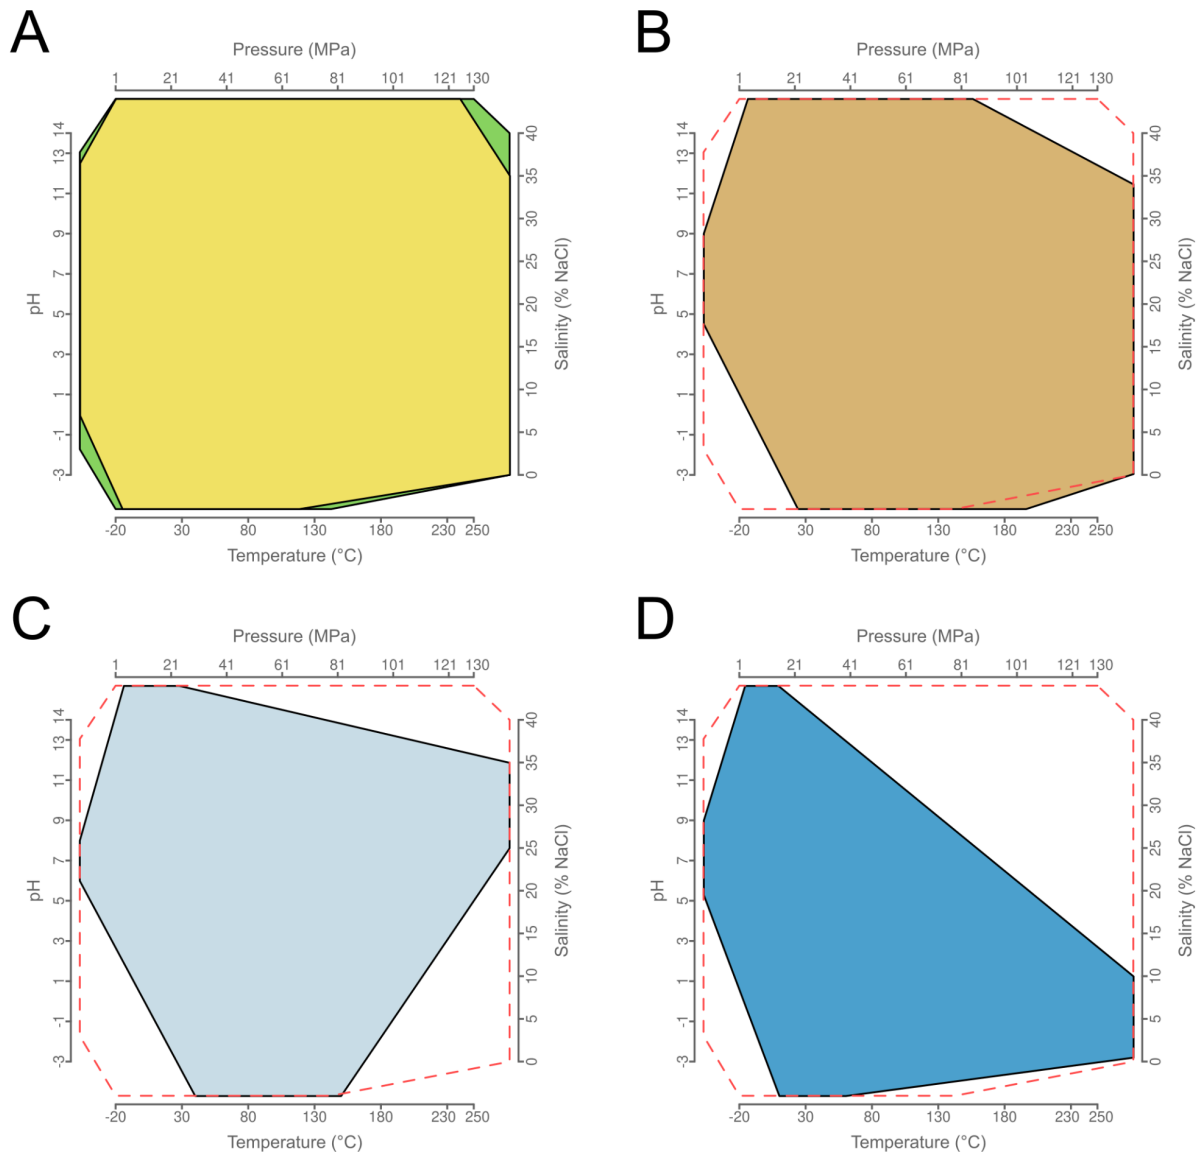 A
Pressure (MPa)
1 21 41 61 81 101 121 130
pH
-3 -1 1 3 5 7 9 11 13 14
Salinity (% NaCl)
0 5 10 15 20 25 30 35 40
-20 30 80 130 180 230 250
Temperature (°C)
B
Pressure (MPa)
1 21 41 61 81 101 121 130
pH
-3 -1 1 3 5 7 9 11 13 14
Salinity (% NaCl)
0 5 10 15 20 25 30 35 40
-20 30 80 130 180 230 250
Temperature (°C)
C
Pressure (MPa)
1 21 41 61 81 101 121 130
pH
-3 -1 1 3 5 7 9 11 13 14
Salinity (% NaCl)
0 5 10 15 20 25 30 35 40
-20 30 80 130 180 230 250
Temperature (°C)
D
Pressure (MPa)
1 21 41 61 81 101 121 130
pH
-3 -1 1 3 5 7 9 11 13 14
Salinity (% NaCl)
0 5 10 15 20 25 30 35 40
-20 30 80 130 180 230 250
Temperature (°C)